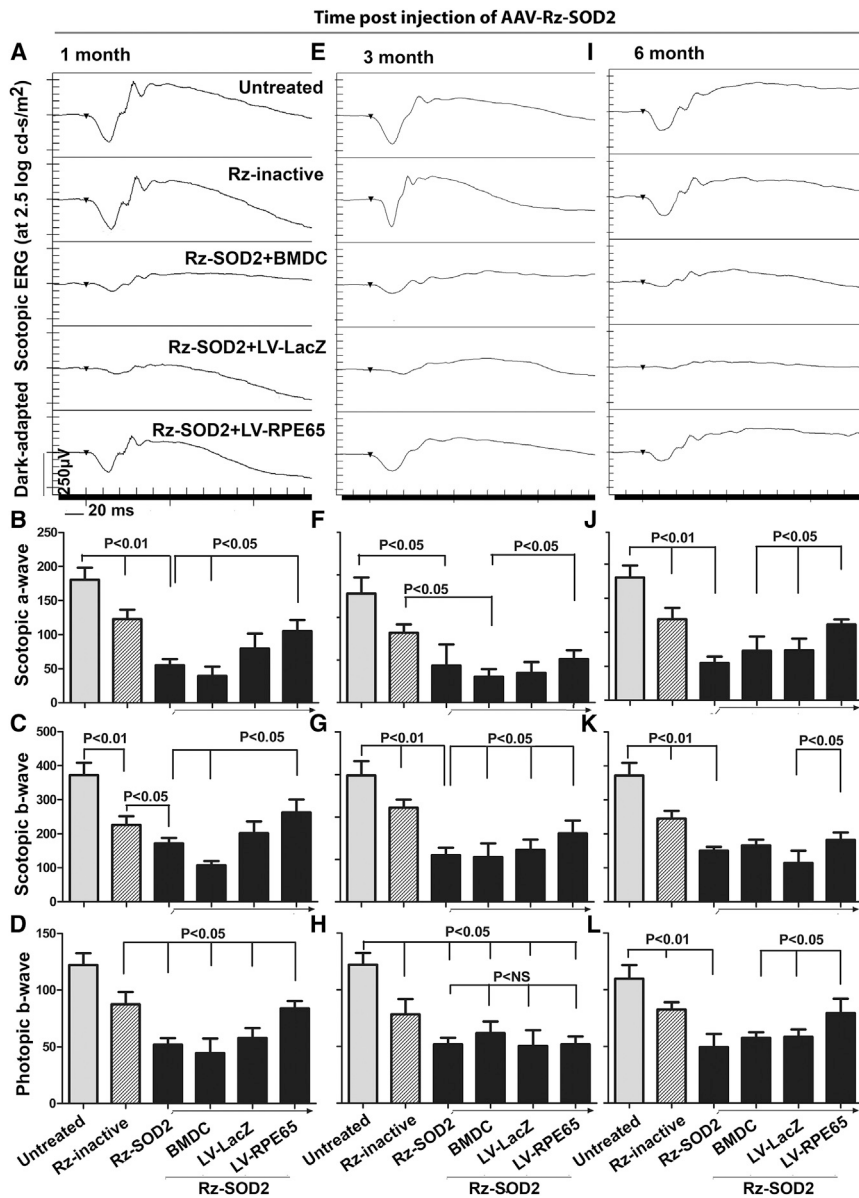 Time post injection of AAV-Rz-SOD2
A 1 month E 3 month I 6 month
Dark-adapted Scotopic ERG (at 2.5 log cd-s/m²)
Untreated
Rz-inactive
Rz-SOD2+BMDC
Rz-SOD2+LV-LacZ
Rz-SOD2+LV-RPE65
250μV
20 ms
B F J
Scotopic a-wave
250
200
150
100
50
0
P<0.01 P<0.05
P<0.05 P<0.05
P<0.05
P<0.01 P<0.05
C G K
Scotopic b-wave
500
400
300
200
100
0
P<0.01 P<0.05
P<0.05
P<0.01 P<0.05
P<0.01 P<0.05
D H L
Photopic b-wave
150
100
50
0
P<0.05
P<0.05
P<NS
P<0.01 P<0.05
Untreated Rz-inactive Rz-SOD2 BMDC LV-LacZ LV-RPE65
Rz-SOD2
Untreated Rz-inactive Rz-SOD2 BMDC LV-LacZ LV-RPE65
Rz-SOD2
Untreated Rz-inactive Rz-SOD2 BMDC LV-LacZ LV-RPE65
Rz-SOD2